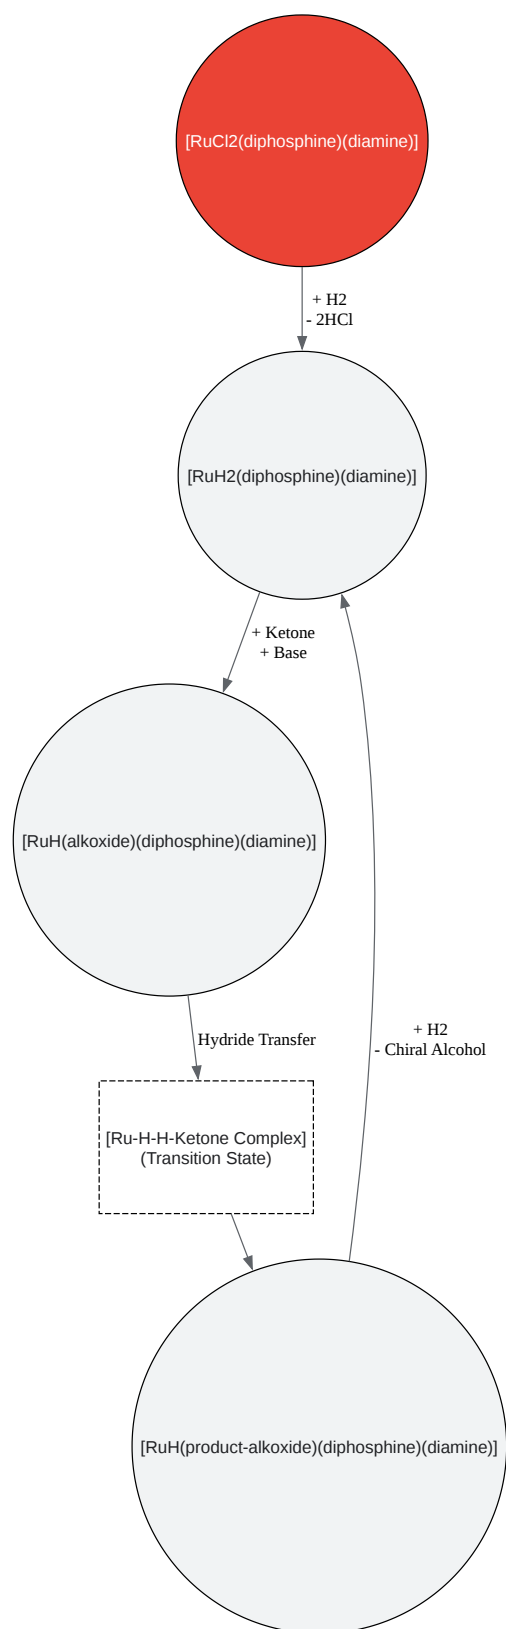 [RuCl2(diphosphine)(diamine)]
+ H2
- 2HCl
[RuH2(diphosphine)(diamine)]
+ Ketone
+ Base
[RuH(alkoxide)(diphosphine)(diamine)]
Hydride Transfer
+ H2
- Chiral Alcohol
[Ru-H-H-Ketone Complex]
(Transition State)
[RuH(product-alkoxide)(diphosphine)(diamine)]